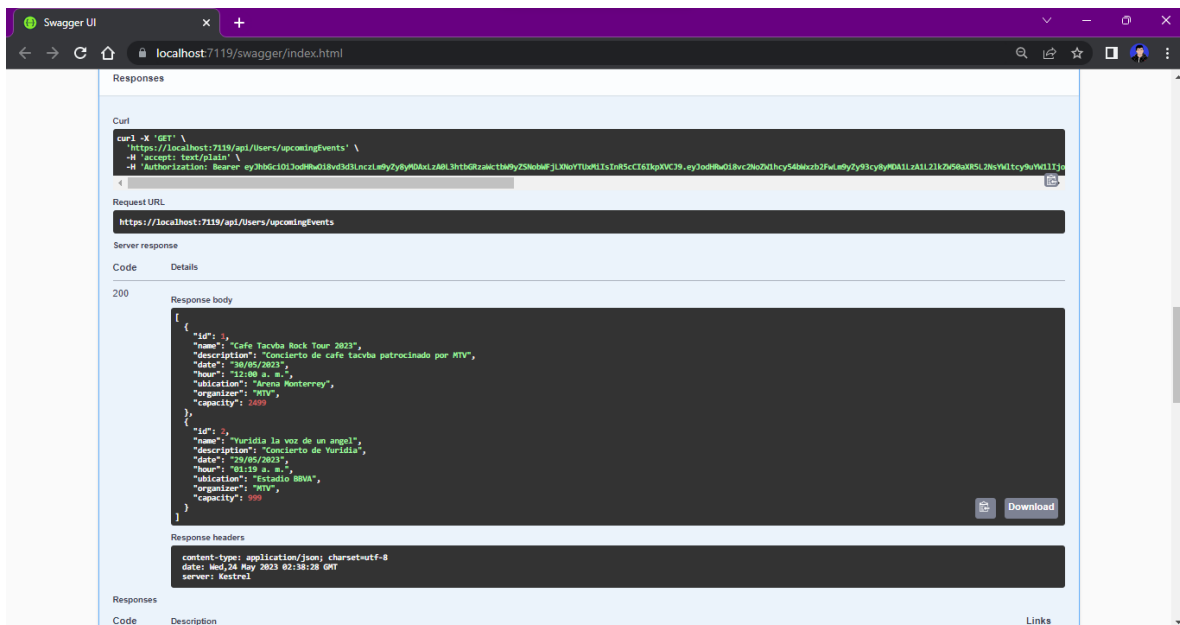 Swagger UI
localhost:7119/swagger/index.html
Responses
Curl
curl -X 'GET' \
'https://localhost:7119/api/Users/upcomingEvents' \
-H 'accept: text/plain' \
-H 'Authorization: Bearer
Request URL
https://localhost:7119/api/Users/upcomingEvents
Server response
Code Details
200
Response body
[
{
"id": 1,
"name": "Cafe Tacvba Rock Tour 2023",
"description": "Concierto de cafe tacvba patrocinado por MTV",
"date": "30/05/2023",
"hour": "12:00 a. m.",
"ubication": "Arena Monterrey",
"organizer": "MTV",
"capacity": 2499
},
{
"id": 2,
"name": "Yuridia la voz de un angel",
"description": "Concierto de Yuridia",
"date": "29/05/2023",
"hour": "01:19 a. m.",
"ubication": "Estadio BBVA",
"organizer": "MTV",
"capacity": 999
}
]
Download
Response headers
content-type: application/json; charset=utf-8
date: Wed,24 May 2023 02:38:28 GMT
server: Kestrel
Responses
Code Description Links